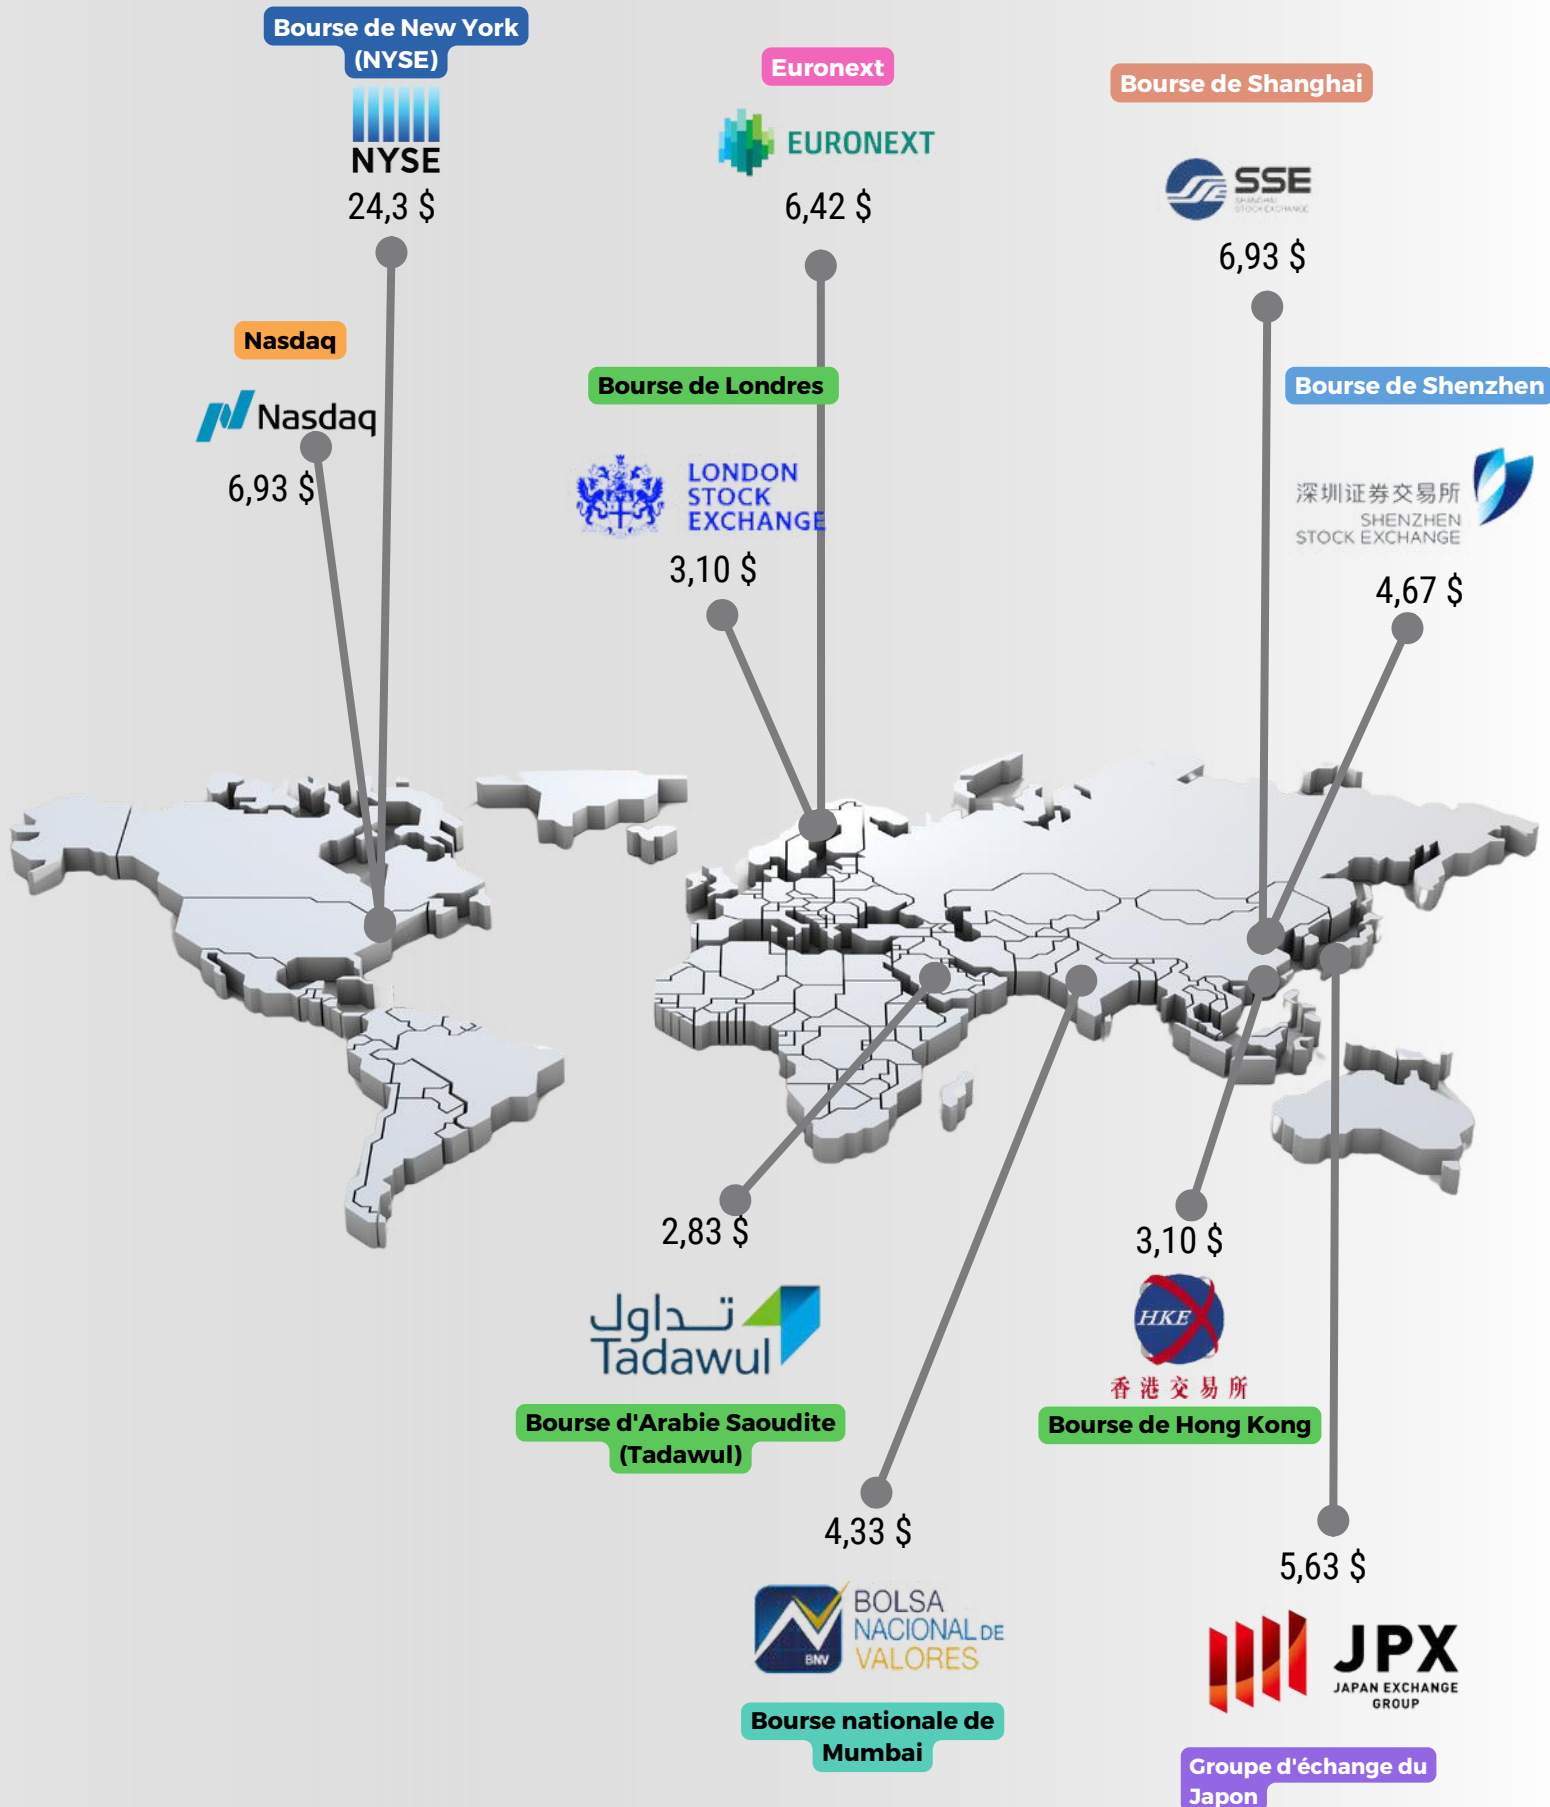 Bourse de New York
(NYSE)
NYSE
24,3 $
Euronext
EURONEXT
6,42 $
Bourse de Shanghai
SSE
SHANGHAI
STOCK EXCHANGE
6,93 $
Nasdaq
Nasdaq
6,93 $
Bourse de Londres
LONDON
STOCK
EXCHANGE
3,10 $
Bourse de Shenzhen
深圳证券交易所
SHENZHEN
STOCK EXCHANGE
4,67 $
2,83 $
تداول
Tadawul
Bourse d'Arabie Saoudite
(Tadawul)
3,10 $
HKEX
香港交易所
Bourse de Hong Kong
4,33 $
BNV
BOLSA
NACIONAL DE
VALORES
Bourse nationale de
Mumbai
5,63 $
JPX
JAPAN EXCHANGE
GROUP
Groupe d'échange du
Japon